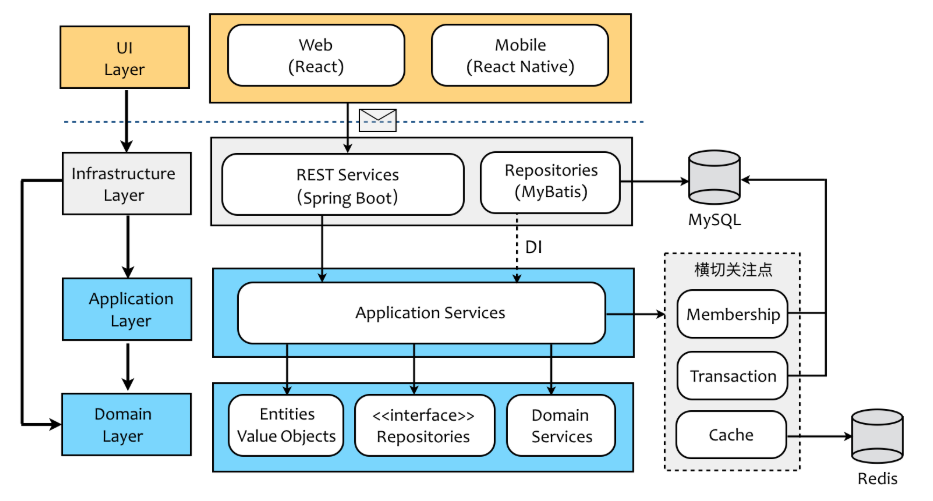 UI
Layer
Web
(React)
Mobile
(React Native)
Infrastructure
Layer
REST Services
(Spring Boot)
Repositories
(MyBatis)
MySQL
DI
Application
Layer
Application Services
横切关注点
Membership
Transaction
Cache
Domain
Layer
Entities
Value Objects
<<interface>>
Repositories
Domain
Services
Redis